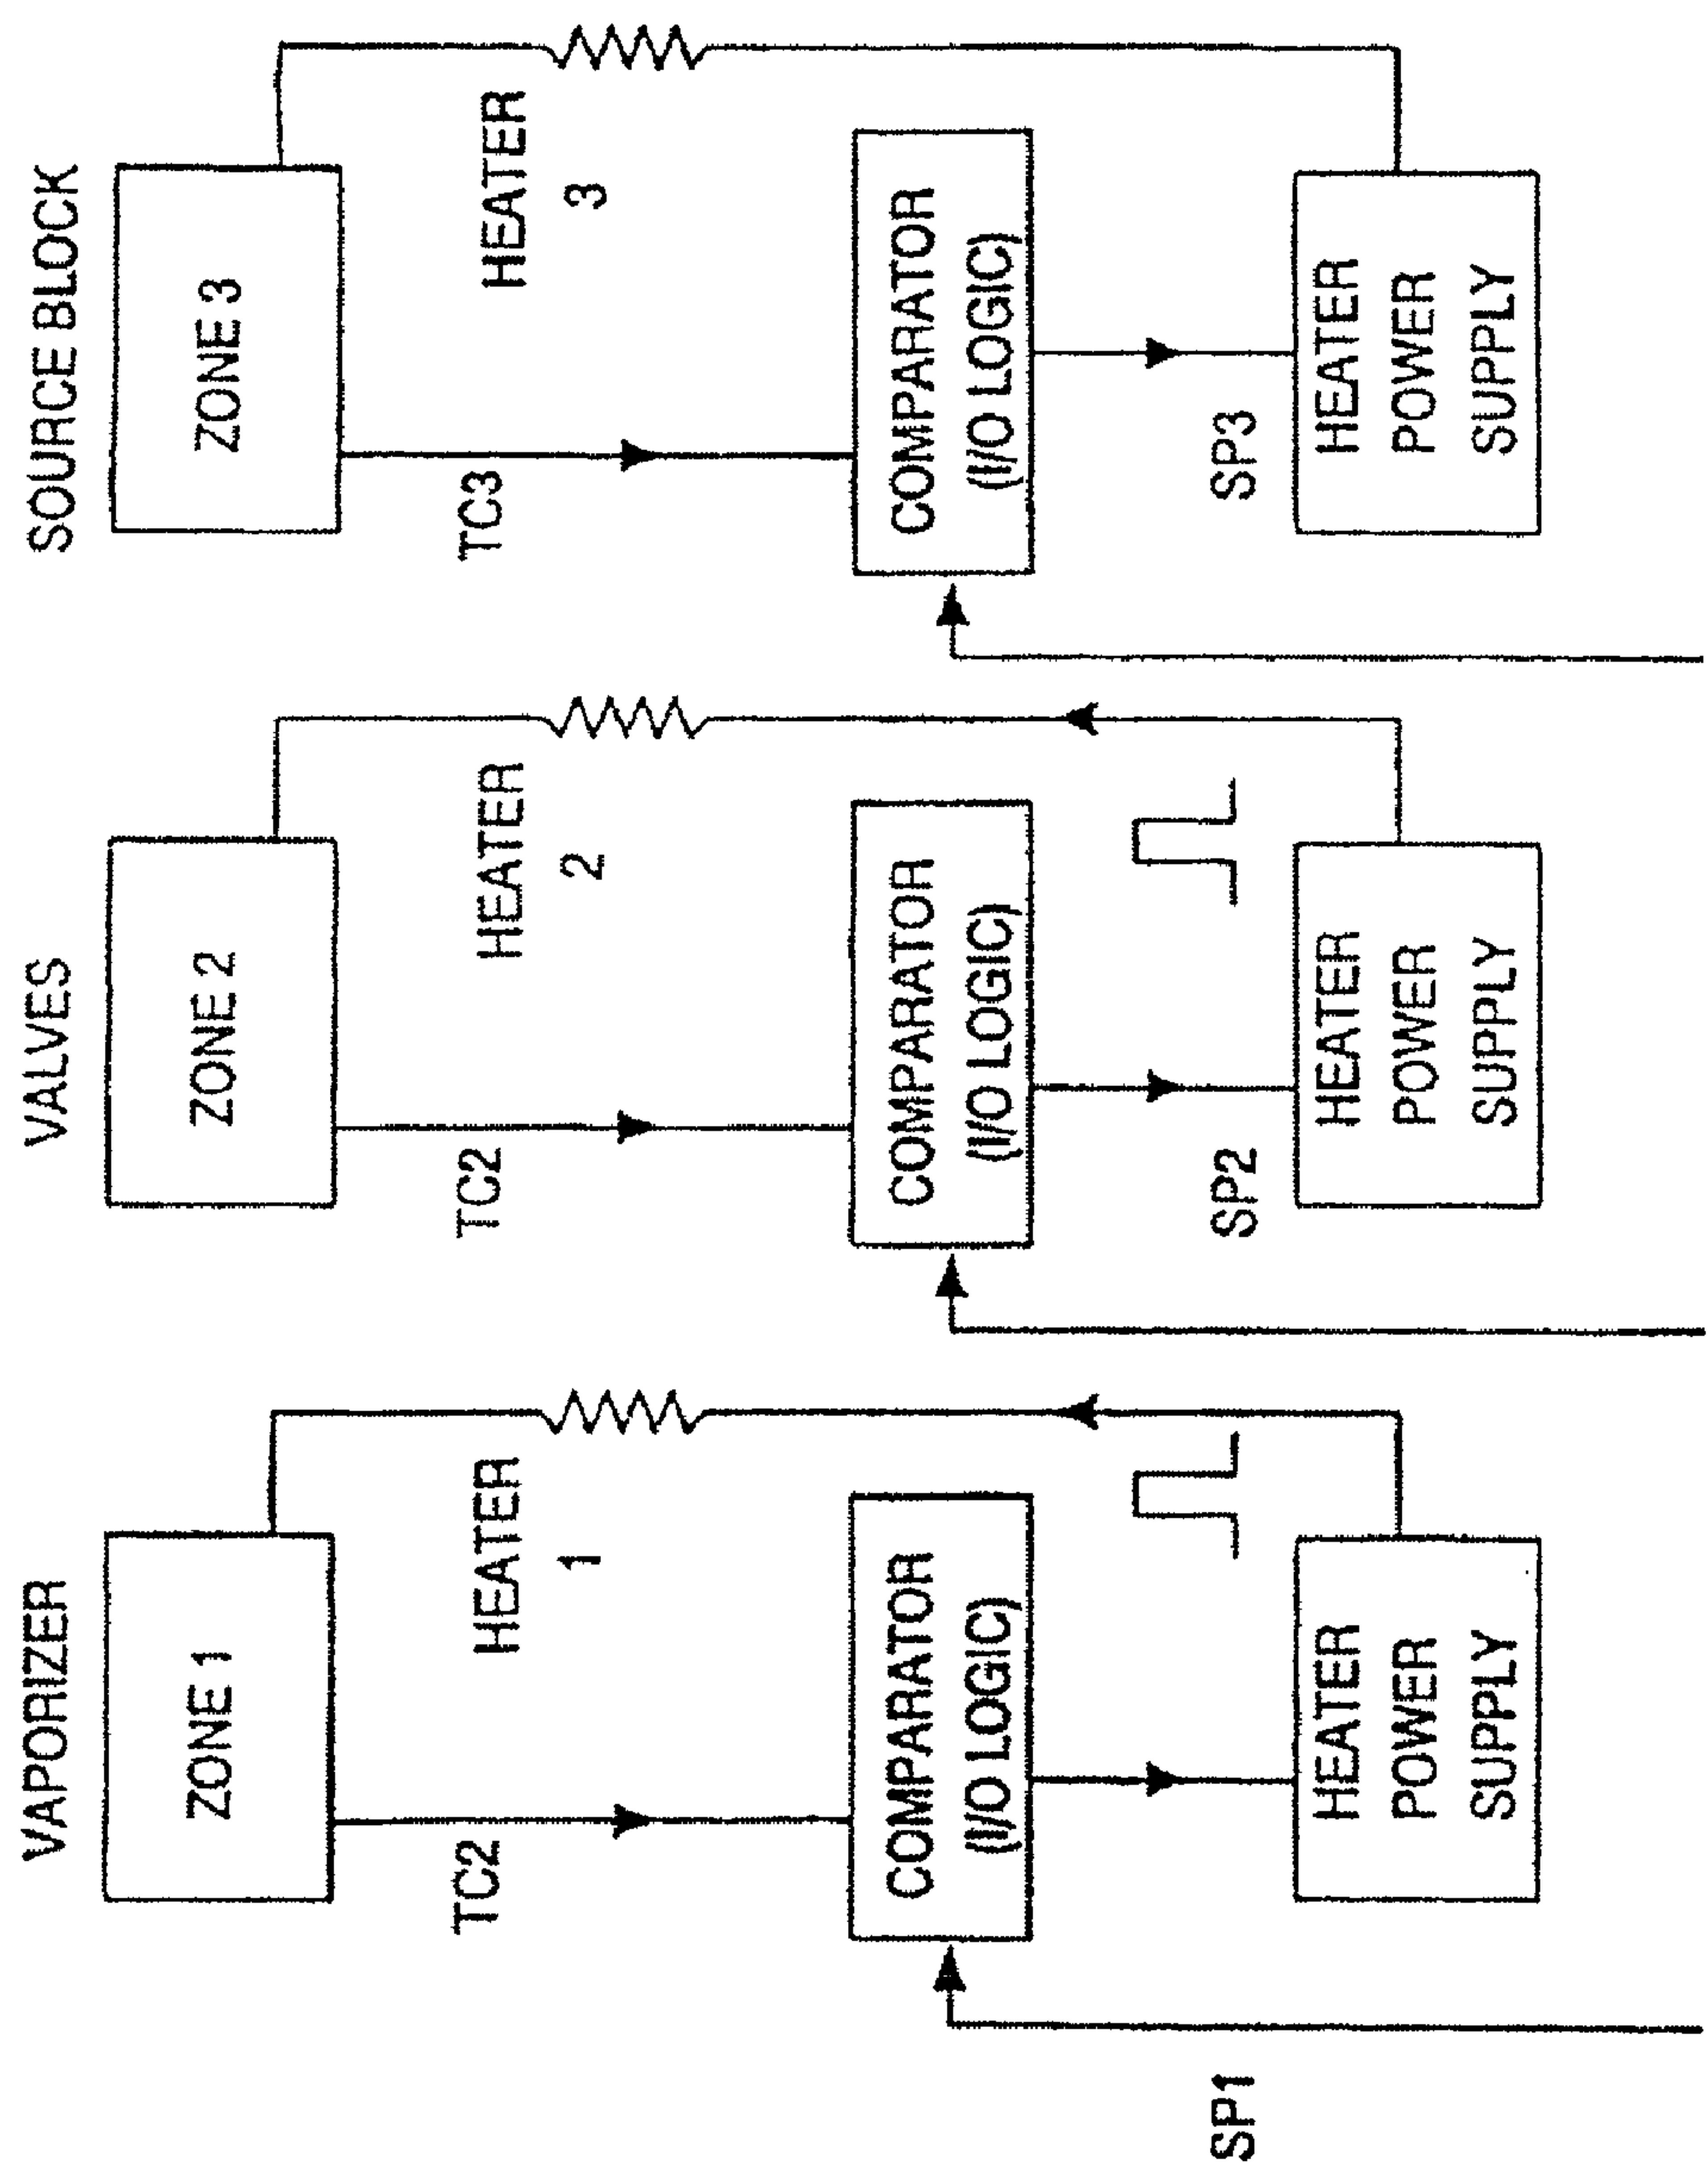 VAPORIZER
ZONE 1
TC2
HEATER
1
COMPARATOR
(I/O LOGIC)
SP1
HEATER
POWER
SUPPLY
VALVES
ZONE 2
TC2
HEATER
2
COMPARATOR
(I/O LOGIC)
SP2
HEATER
POWER
SUPPLY
SOURCE BLOCK
ZONE 3
TC3
HEATER
3
COMPARATOR
(I/O LOGIC)
SP3
HEATER
POWER
SUPPLY